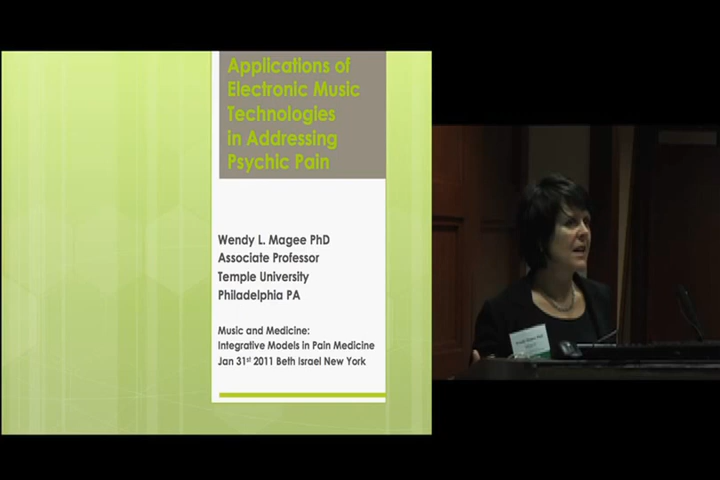 Applications of
Electronic Music
Technologies
in Addressing
Psychic Pain
Wendy L. Magee PhD
Associate Professor
Temple University
Philadelphia PA
Music and Medicine:
Integrative Models in Pain Medicine
Jan 31st 2011 Beth Israel New York